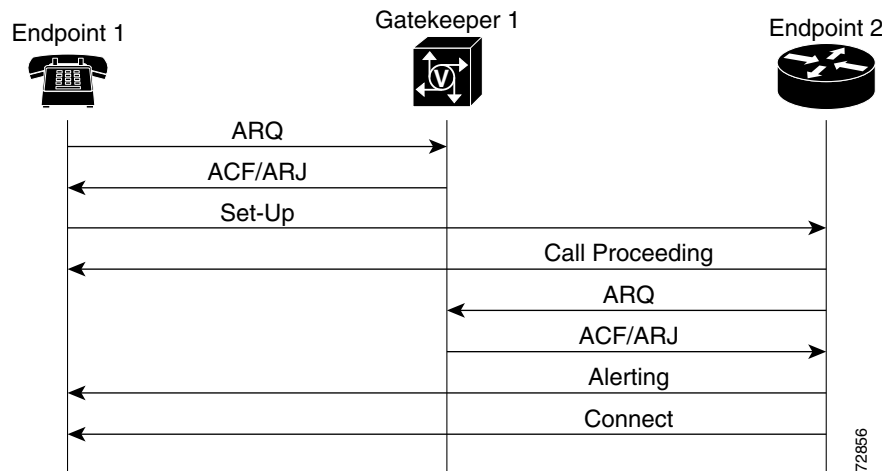 Endpoint 1
Gatekeeper 1
Endpoint 2
V
ARQ
ACF/ARJ
Set-Up
Call Proceeding
ARQ
ACF/ARJ
Alerting
Connect
72856